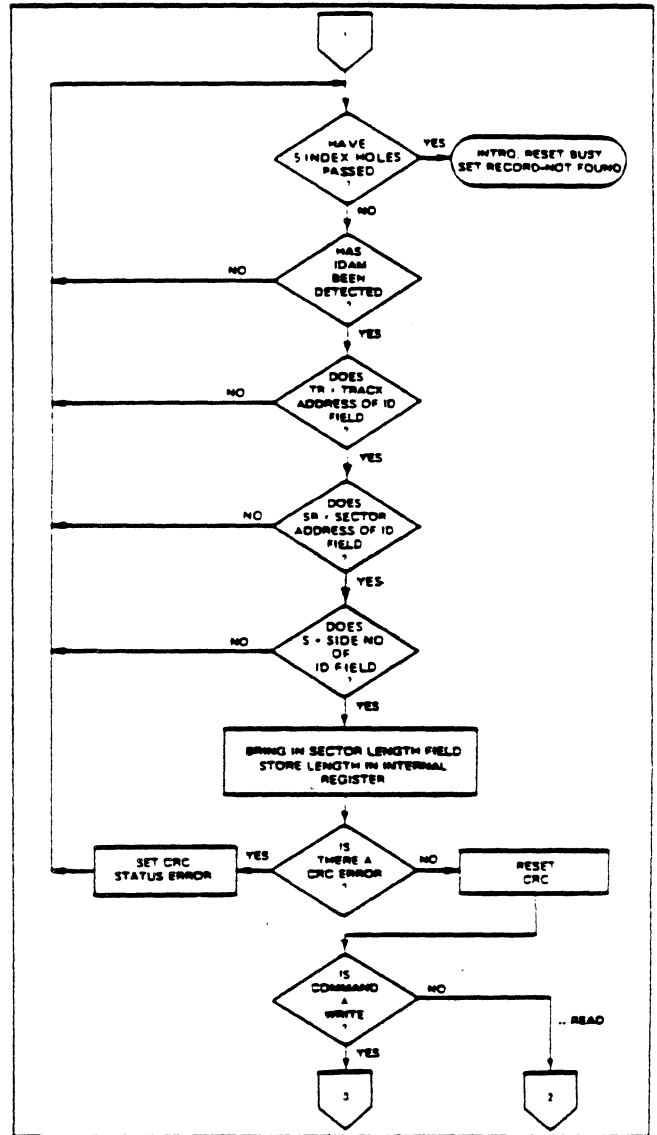 1
HAVE
5 INDEX HOLES
PASSED
?
YES
INTRQ, RESET BUSY
SET RECORD-NOT FOUND
NO
HAS
IDAM
BEEN
DETECTED
?
NO
YES
DOES
TR = TRACK
ADDRESS OF ID
FIELD
?
NO
YES
DOES
SR = SECTOR
ADDRESS OF ID
FIELD
?
NO
YES
DOES
S = SIDE NO
OF
ID FIELD
?
NO
YES
BRING IN SECTOR LENGTH FIELD
STORE LENGTH IN INTERNAL
REGISTER
IS
THERE A
CRC ERROR
?
YES
SET CRC
STATUS ERROR
NO
RESET
CRC
IS
COMMAND
A
WRITE
?
NO
READ
YES
3
2